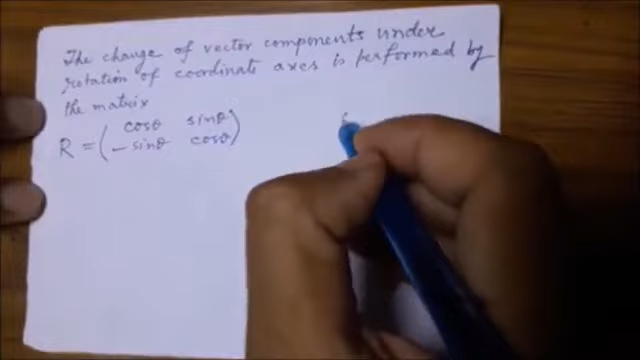 The change of vector components under
rotation of coordinate axes is performed by
the matrix
R = ( cosθ sinθ
-sinθ cosθ )